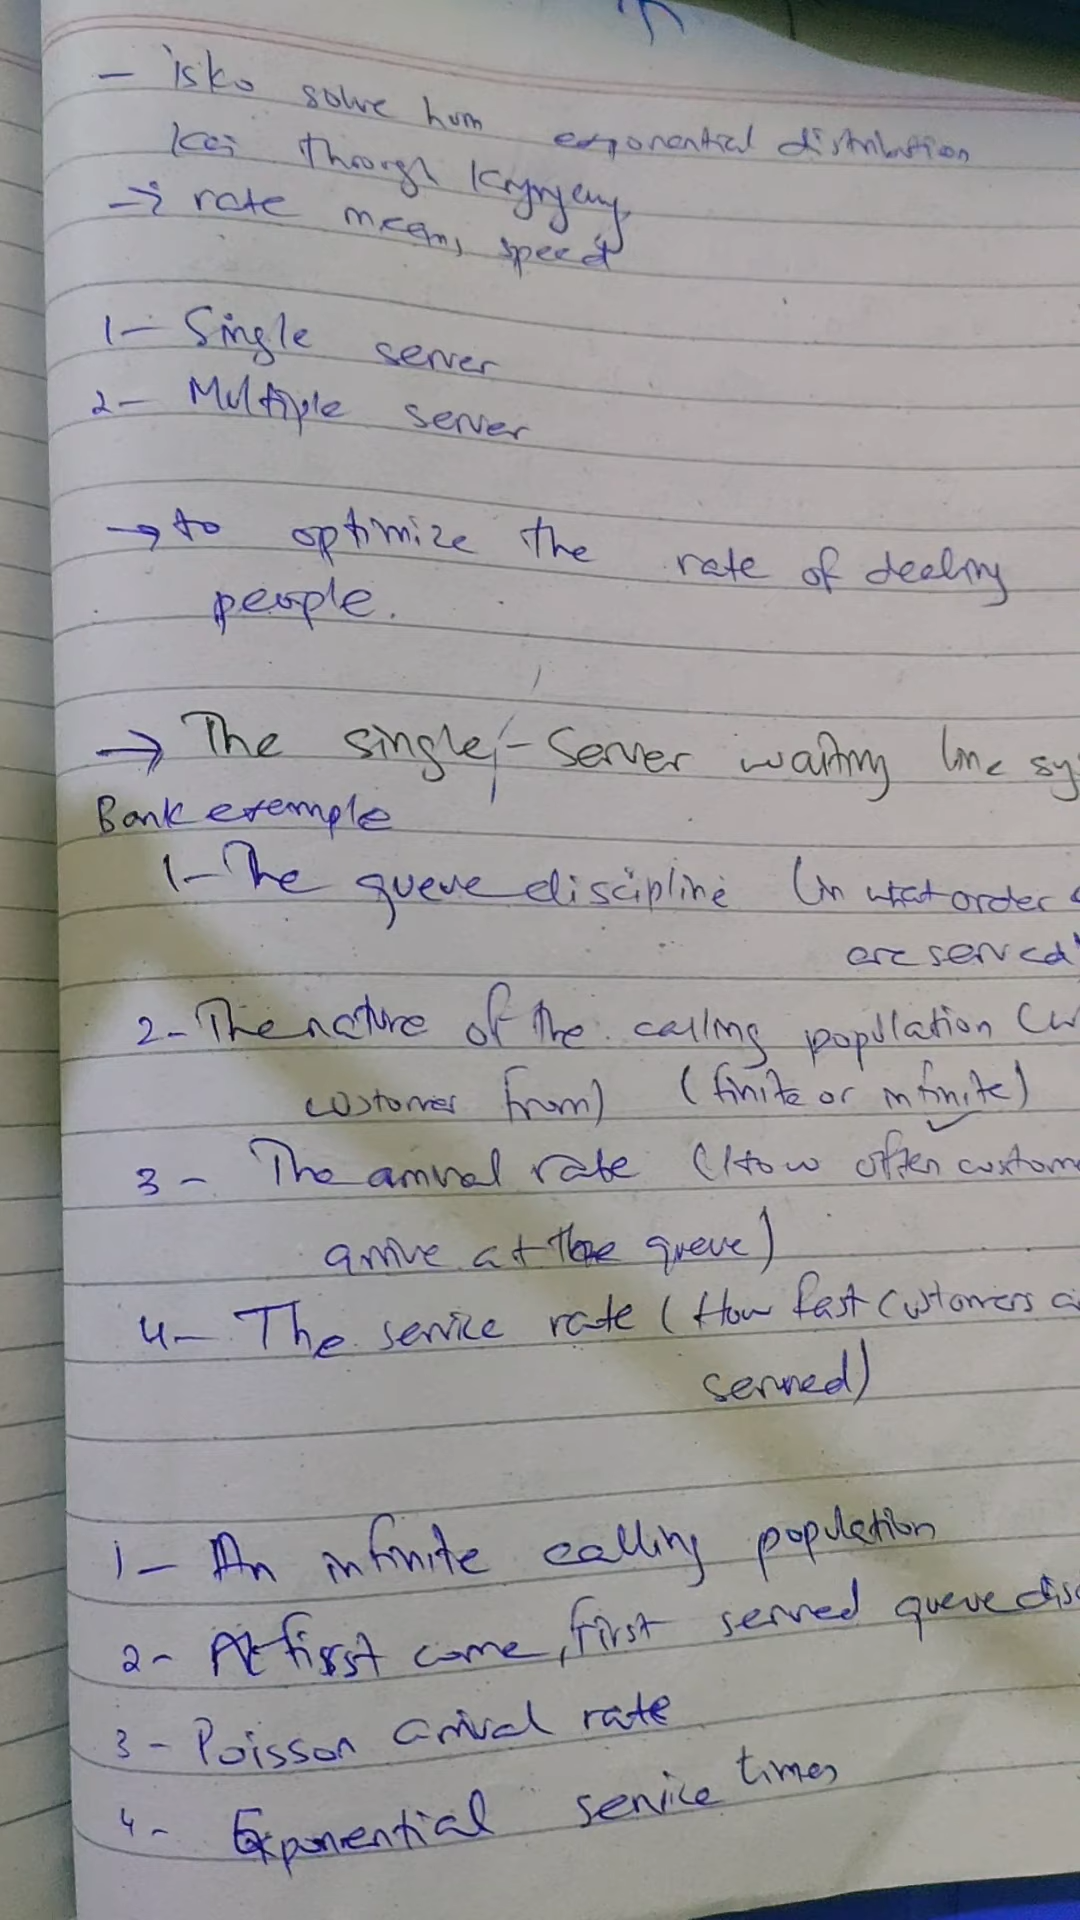 - isko solve hum exponential distribution
kei through kryngeuy
→ rate means speed
1- Single server
2- Multiple server
→ to optimize the rate of dealing
people.
→ The single-Server waiting line sy
Bank example
1- The queue discipline (in what order
are served)
2- The nature of the calling population (w
customer from) (finite or infinite)
3- The arrival rate (How often custom
arrive at the queue)
4- The service rate (How fast customers a
served)
1- An infinite calling population
2- A first come, first served queue disc
3- Poisson arrival rate
4- Exponential service times